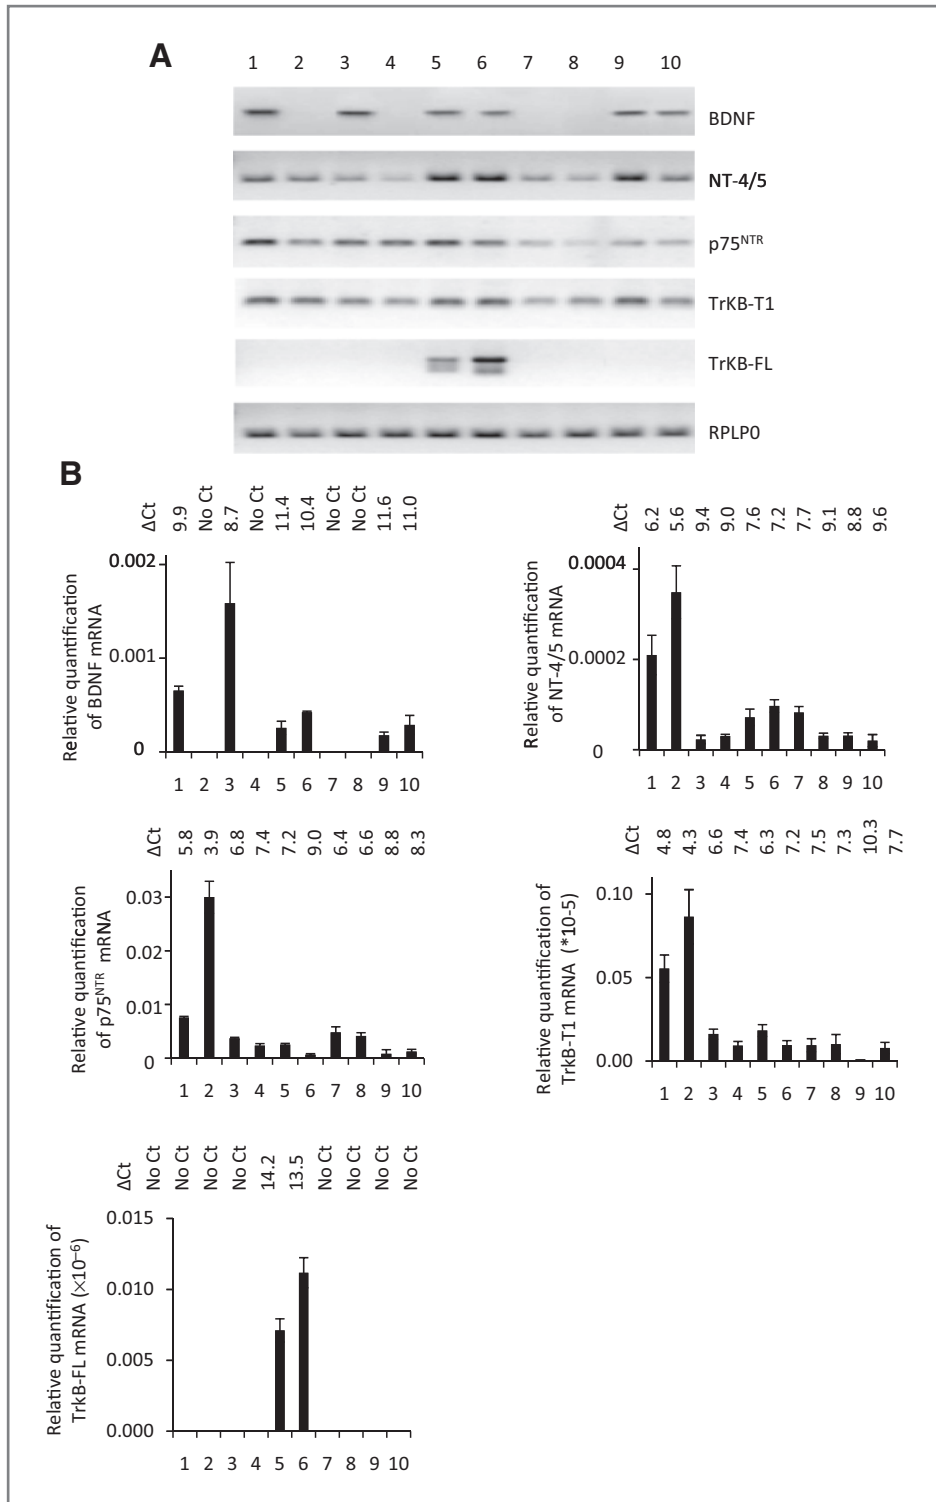 A
1 2 3 4 5 6 7 8 9 10
BDNF
NT-4/5
p75NTR
TrKB-T1
TrKB-FL
RPLP0
B
ΔCt 9.9 No Ct 8.7 No Ct 11.4 10.4 No Ct No Ct 11.6 11.0
Relative quantification
of BDNF mRNA
0.002
0.001
0
1 2 3 4 5 6 7 8 9 10
ΔCt 6.2 5.6 9.4 9.0 7.6 7.2 7.7 9.1 8.8 9.6
Relative quantification
of NT-4/5 mRNA
0.0004
0.0002
0
1 2 3 4 5 6 7 8 9 10
ΔCt 5.8 3.9 6.8 7.4 7.2 9.0 6.4 6.6 8.8 8.3
Relative quantification
of p75NTR mRNA
0.03
0.02
0.01
0
1 2 3 4 5 6 7 8 9 10
ΔCt 4.8 4.3 6.6 7.4 6.3 7.2 7.5 7.3 10.3 7.7
Relative quantification of
TrkB-T1 mRNA (*10-5)
0.10
0.05
0.00
1 2 3 4 5 6 7 8 9 10
ΔCt No Ct No Ct No Ct No Ct 14.2 13.5 No Ct No Ct No Ct No Ct
Relative quantification of
TrkB-FL mRNA (×10−6)
0.015
0.010
0.005
0.000
1 2 3 4 5 6 7 8 9 10